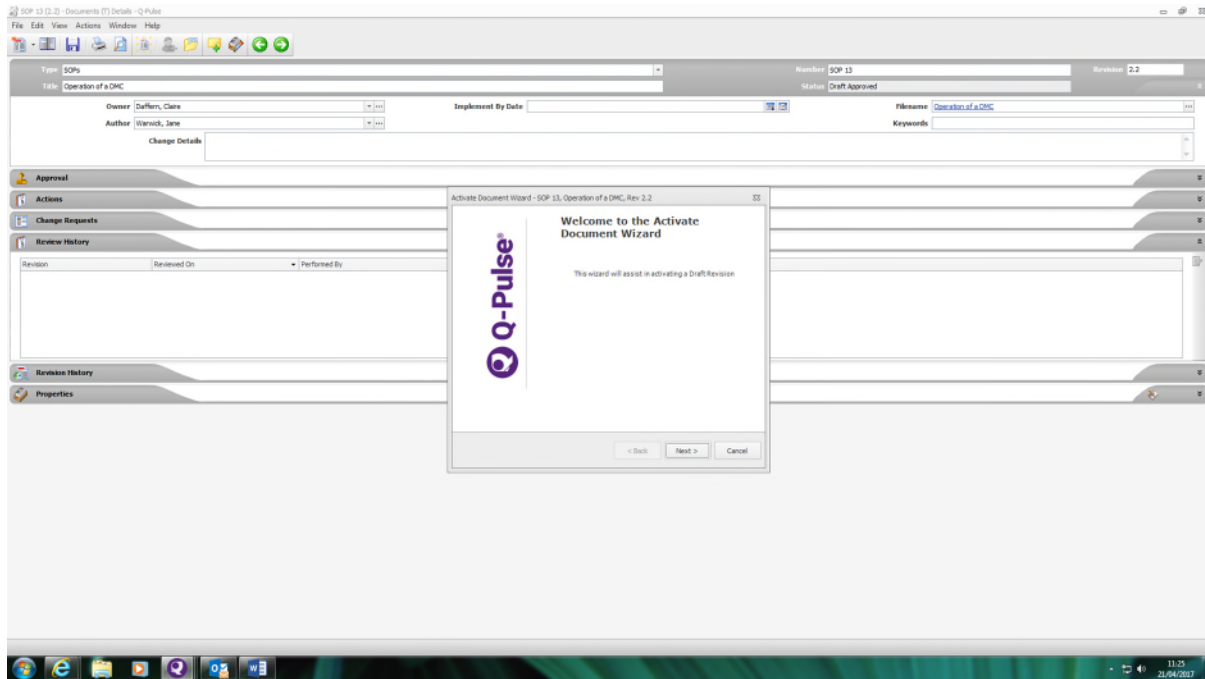 SOP 13 (2.2) - Documents (T) Details - Q-Pulse
File Edit View Actions Window Help
Type SOPs Number SOP 13 Revision 2.2
Title Operation of a DMC Status Draft Approved
Owner Daffern, Claire Implement By Date Filename Operation of a DMC
Author Warwick, Jane Keywords
Change Details
Approval
Actions
Change Requests
Review History
Revision Reviewed On Performed By
Revision History
Properties
Activate Document Wizard - SOP 13, Operation of a DMC, Rev 2.2
Q-Pulse®
Welcome to the Activate
Document Wizard
This wizard will assist in activating a Draft Revision
< Back Next > Cancel
11:25
21/04/2017